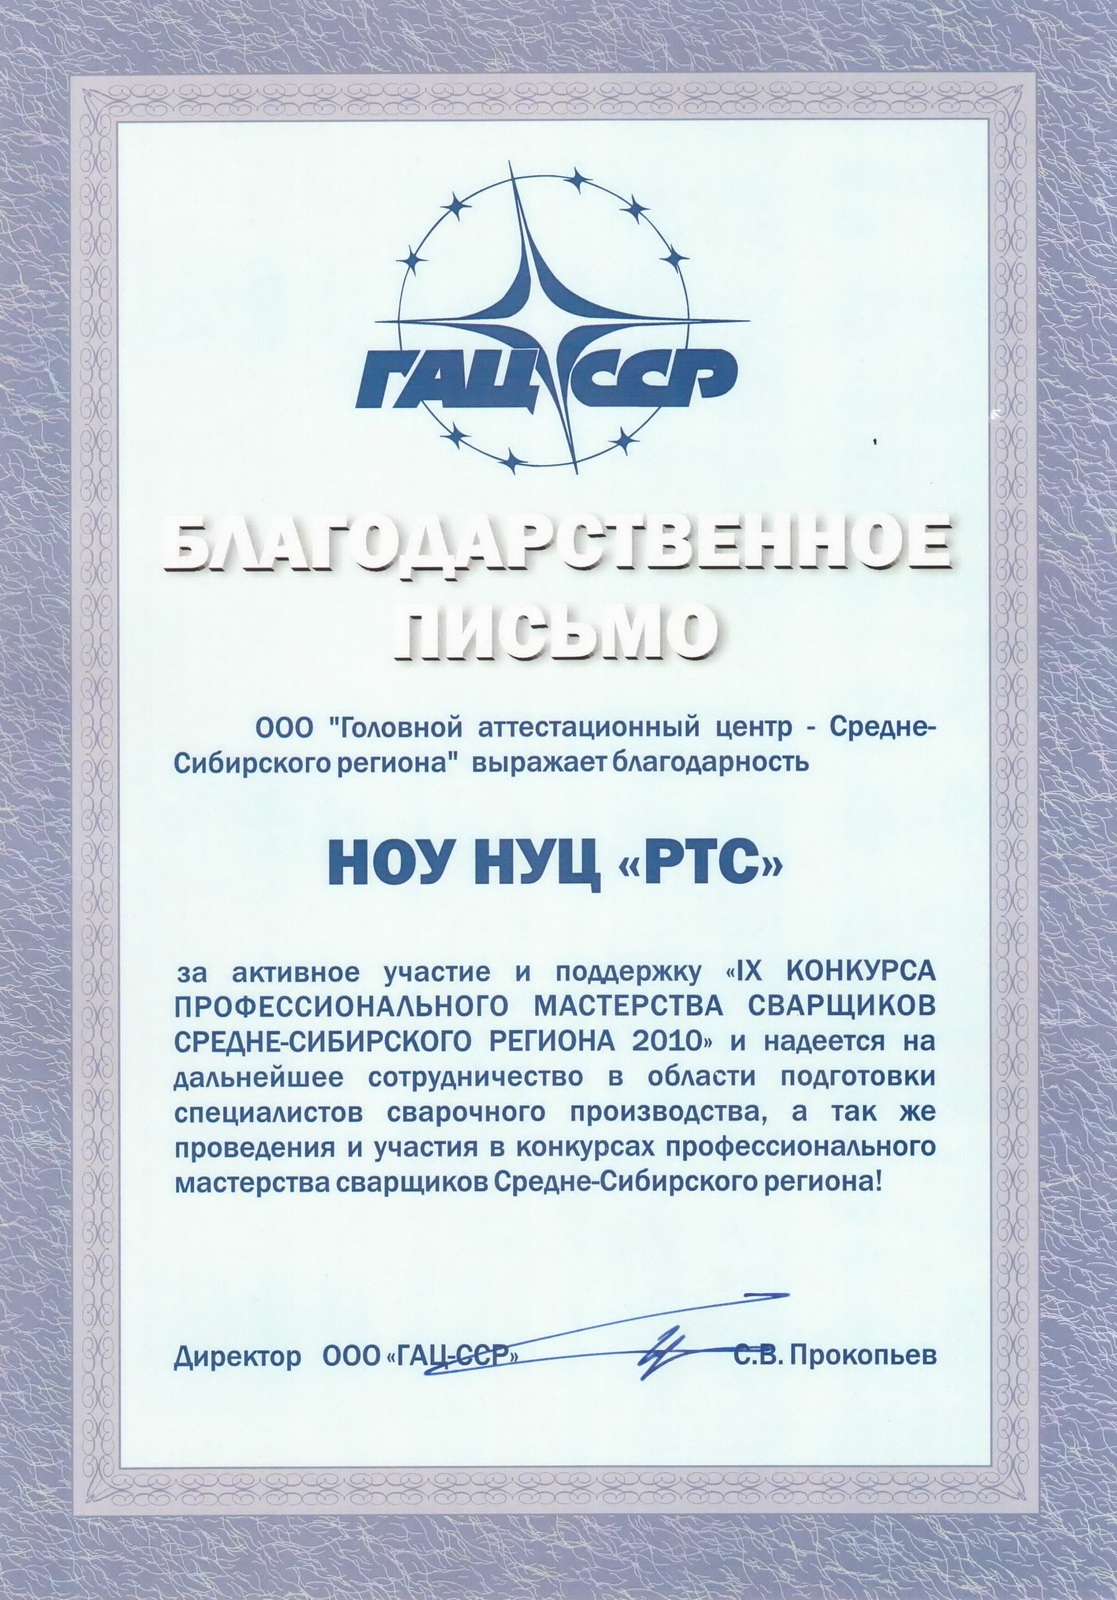 ГАЦ ССР
БЛАГОДАРСТВЕННОЕ
ПИСЬМО
ООО "Головной аттестационный центр - Средне-
Сибирского региона" выражает благодарность
НОУ НУЦ «РТС»
за активное участие и поддержку «IX КОНКУРСА
ПРОФЕССИОНАЛЬНОГО МАСТЕРСТВА СВАРЩИКОВ
СРЕДНЕ-СИБИРСКОГО РЕГИОНА 2010» и надеется на
дальнейшее сотрудничество в области подготовки
специалистов сварочного производства, а так же
проведения и участия в конкурсах профессионального
мастерства сварщиков Средне-Сибирского региона!
Директор ООО «ГАЦ-ССР» С.В. Прокопьев